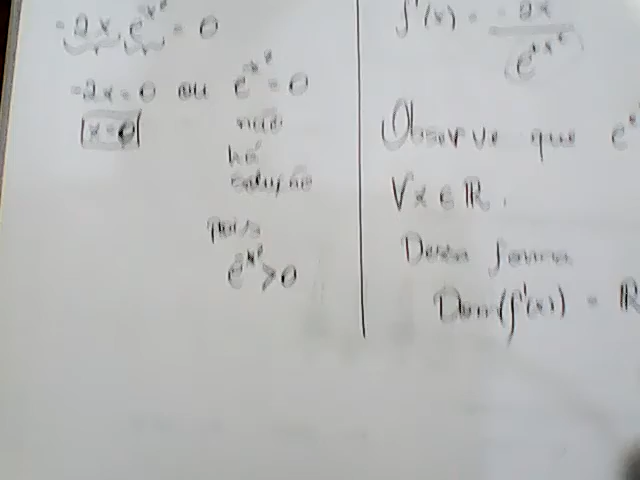 -2x e^{-x²} = 0
-2x = 0 ou e^{-x²} = 0
x = 0
não
há
solução
pois
e^{-x²} > 0
f'(x) = -2x / (e^{+x²})
Observe que e^{x
∀x ∈ ℝ.
Dessa forma
Dom(f'(x)) = ℝ